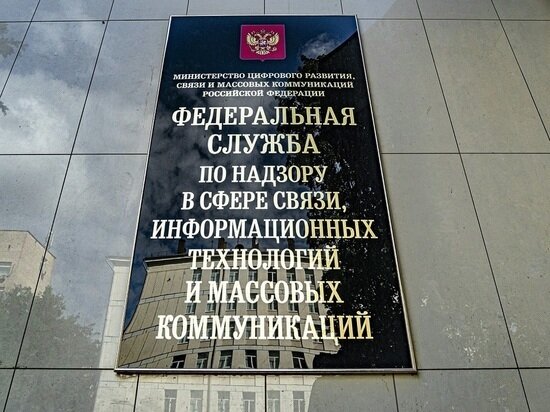 МИНИСТЕРСТВО ЦИФРОВОГО РАЗВИТИЯ,
СВЯЗИ И МАССОВЫХ КОММУНИКАЦИЙ
РОССИЙСКОЙ ФЕДЕРАЦИИ
ФЕДЕРАЛЬНАЯ
СЛУЖБА
ПО НАДЗОРУ
В СФЕРЕ СВЯЗИ,
ИНФОРМАЦИОННЫХ
ТЕХНОЛОГИЙ
И МАССОВЫХ
КОММУНИКАЦИЙ